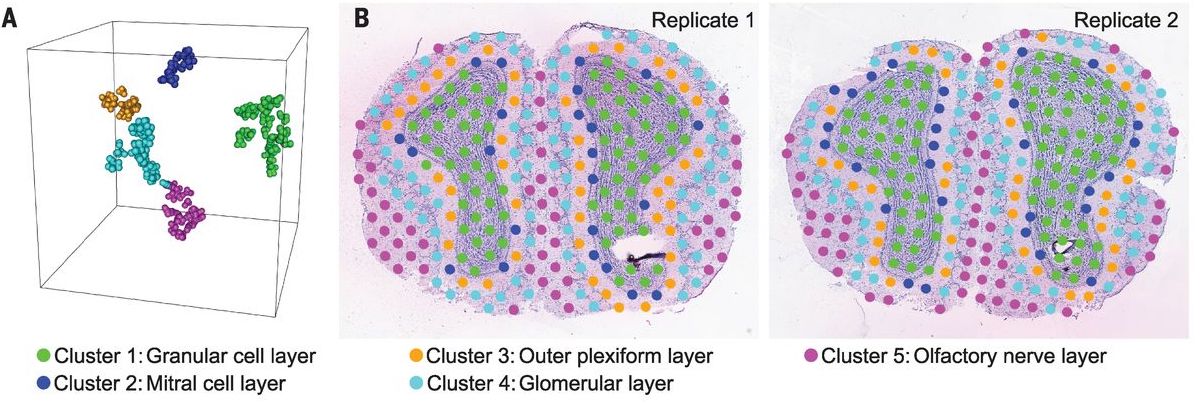 A
B
Replicate 1
Replicate 2
Cluster 1: Granular cell layer
Cluster 2: Mitral cell layer
Cluster 3: Outer plexiform layer
Cluster 4: Glomerular layer
Cluster 5: Olfactory nerve layer